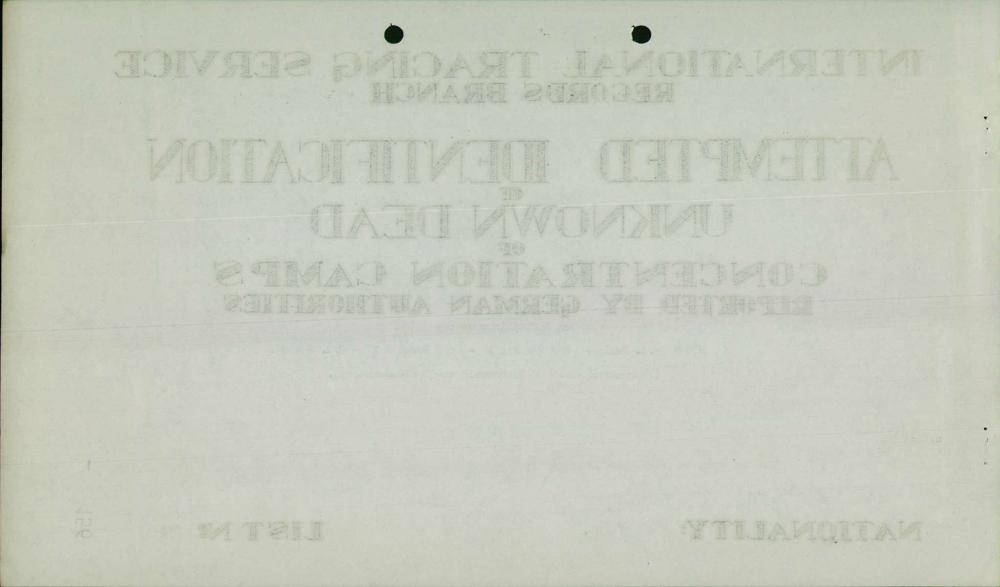 INTERNATIONAL TRACING SERVICE
RECORDS BRANCH
ATTEMPTED IDENTIFICATION
OF
UNKNOWN DEAD
OF
CONCENTRATION CAMPS
REPORTED BY GERMAN AUTHORITIES
NATIONALITY: LIST Nº
156